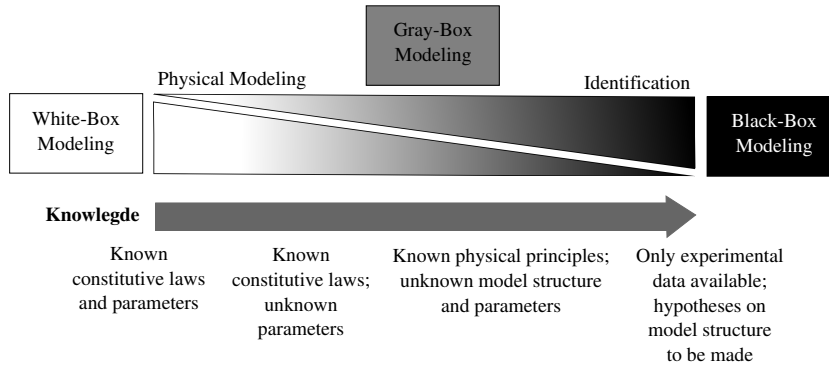 Gray-Box
Modeling
Physical Modeling
Identification
White-Box
Modeling
Black-Box
Modeling
Knowlegde
Known
constitutive laws
and parameters
Known
constitutive laws;
unknown
parameters
Known physical principles;
unknown model structure
and parameters
Only experimental
data available;
hypotheses on
model structure
to be made